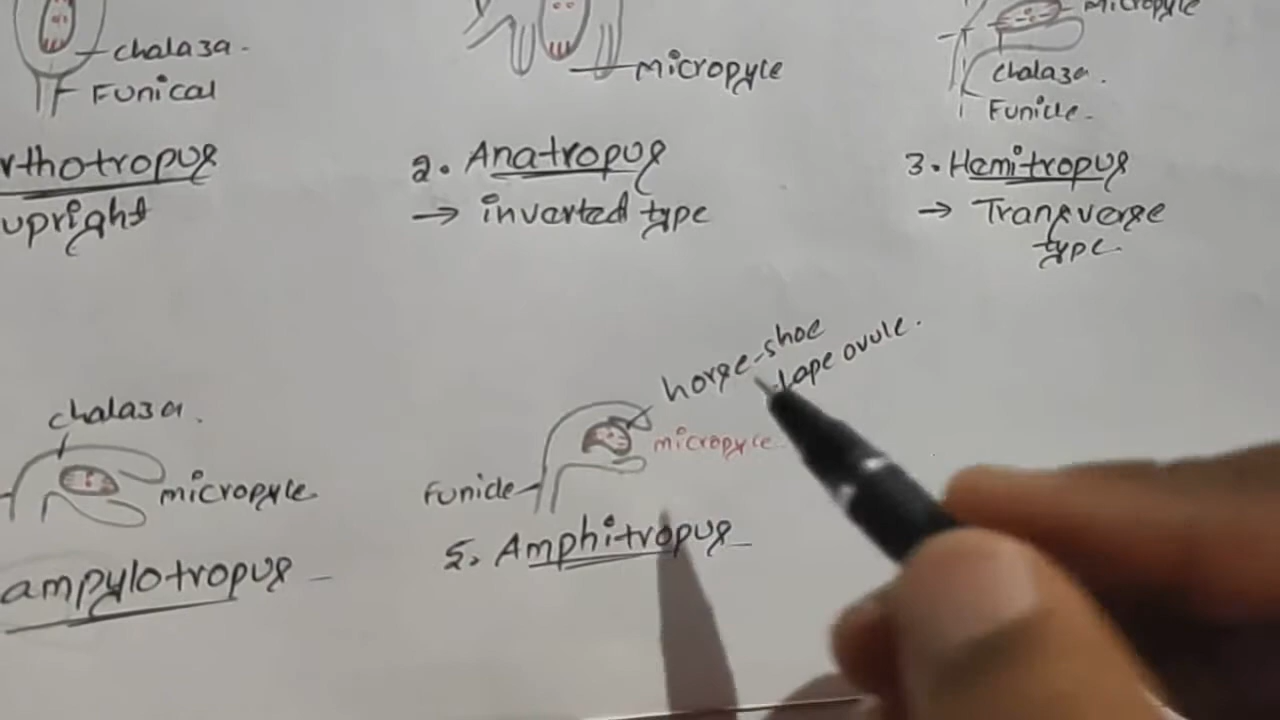 chalaza.
Funical
rthotropus
upright
micropyle
2. Anatropus
→ inverted type
micropyle
chalaza.
Funicle.
3. Hemitropus
→ Transverse
type.
chalaza.
micropyle
ampylotropus
horse-shoe
ovule.
micropyle
Funicle
5. Amphitropus